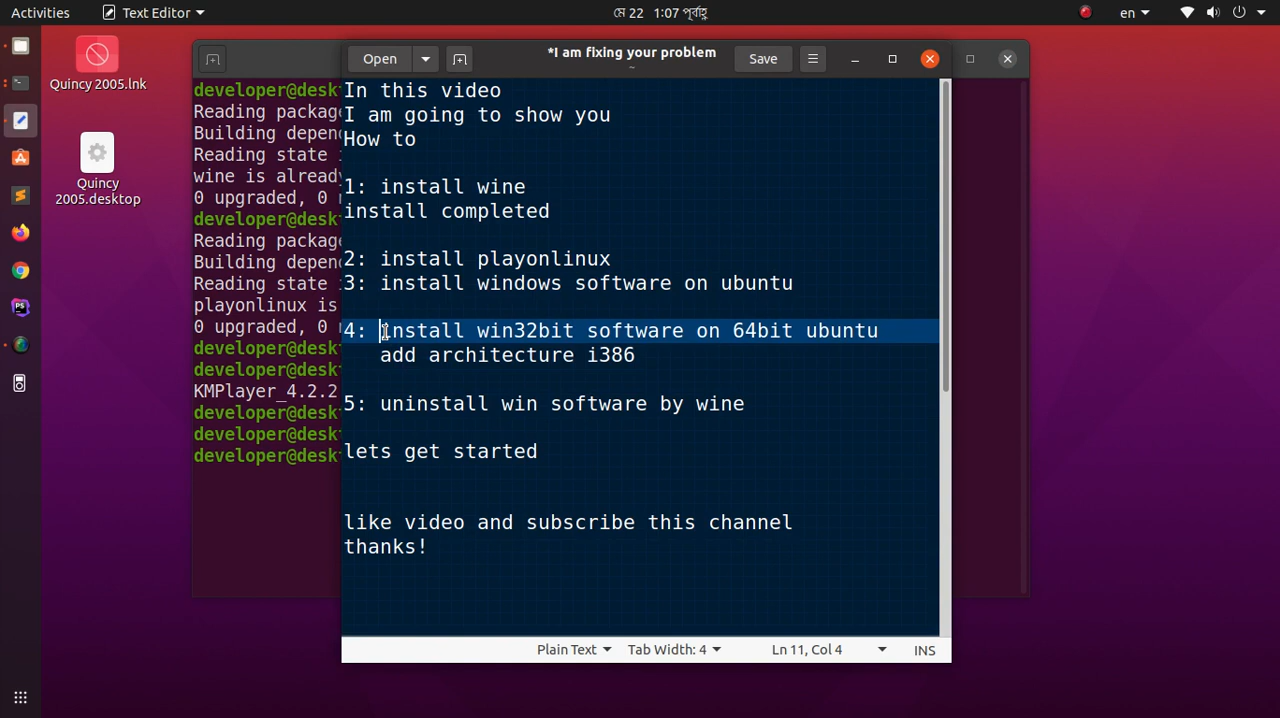 Activities
Text Editor
মে 22 1:07 পূর্বাহ্ণ
en
Quincy 2005.lnk
Quincy
2005.desktop
Open
*I am fixing your problem
~
Save
developer@desk
Reading package
Building depend
Reading state i
wine is already
0 upgraded, 0 n
developer@desk
Reading package
Building depend
Reading state i
playonlinux is
0 upgraded, 0 n
developer@desk
developer@desk
KMPlayer_4.2.2
developer@desk
developer@desk
developer@desk
In this video
I am going to show you
How to
1: install wine
install completed
2: install playonlinux
3: install windows software on ubuntu
4: install win32bit software on 64bit ubuntu
add architecture i386
5: uninstall win software by wine
lets get started
like video and subscribe this channel
thanks!
Plain Text
Tab Width: 4
Ln 11, Col 4
INS